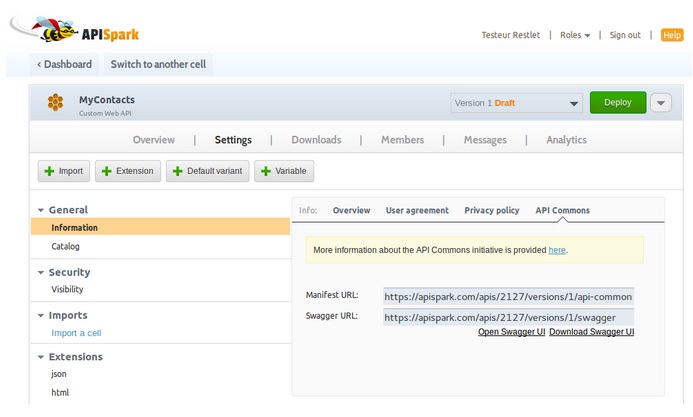 APISpark
Testeur Restlet | Roles | Sign out | Help
‹ Dashboard Switch to another cell
MyContacts
Custom Web API
Version 1 Draft
Deploy
Overview | Settings | Downloads | Members | Messages | Analytics
Import Extension Default variant Variable
General
Information
Catalog
Security
Visibility
Imports
Import a cell
Extensions
json
html
Info: Overview User agreement Privacy policy API Commons
More information about the API Commons initiative is provided here.
Manifest URL: https://apispark.com/apis/2127/versions/1/api-common
Swagger URL: https://apispark.com/apis/2127/versions/1/swagger
Open Swagger UI Download Swagger UI